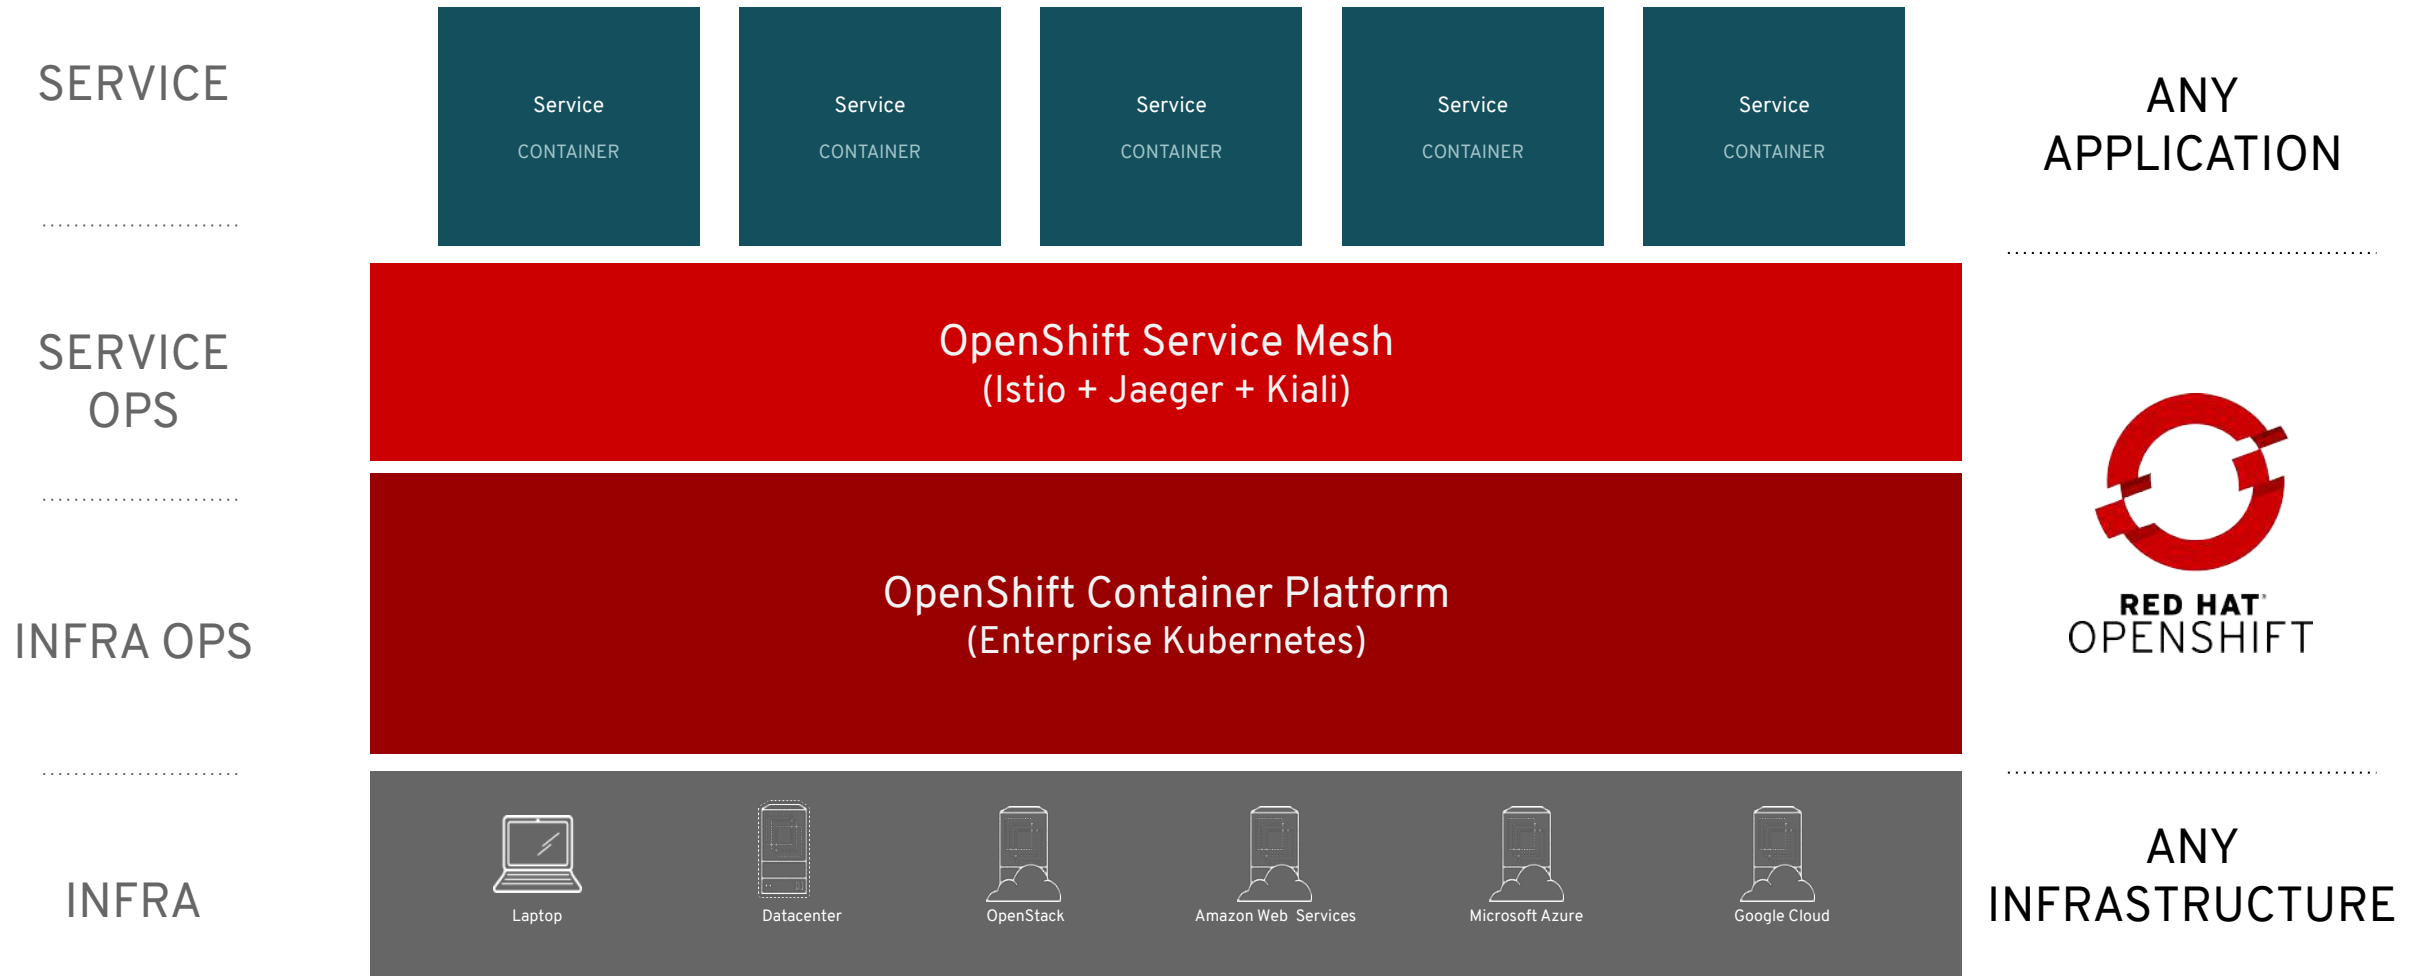 SERVICE
Service
CONTAINER
Service
CONTAINER
Service
CONTAINER
Service
CONTAINER
Service
CONTAINER
ANY
APPLICATION
SERVICE
OPS
OpenShift Service Mesh
(Istio + Jaeger + Kiali)
INFRA OPS
OpenShift Container Platform
(Enterprise Kubernetes)
RED HAT®
OPENSHIFT
INFRA
Laptop
Datacenter
OpenStack
Amazon Web Services
Microsoft Azure
Google Cloud
ANY
INFRASTRUCTURE